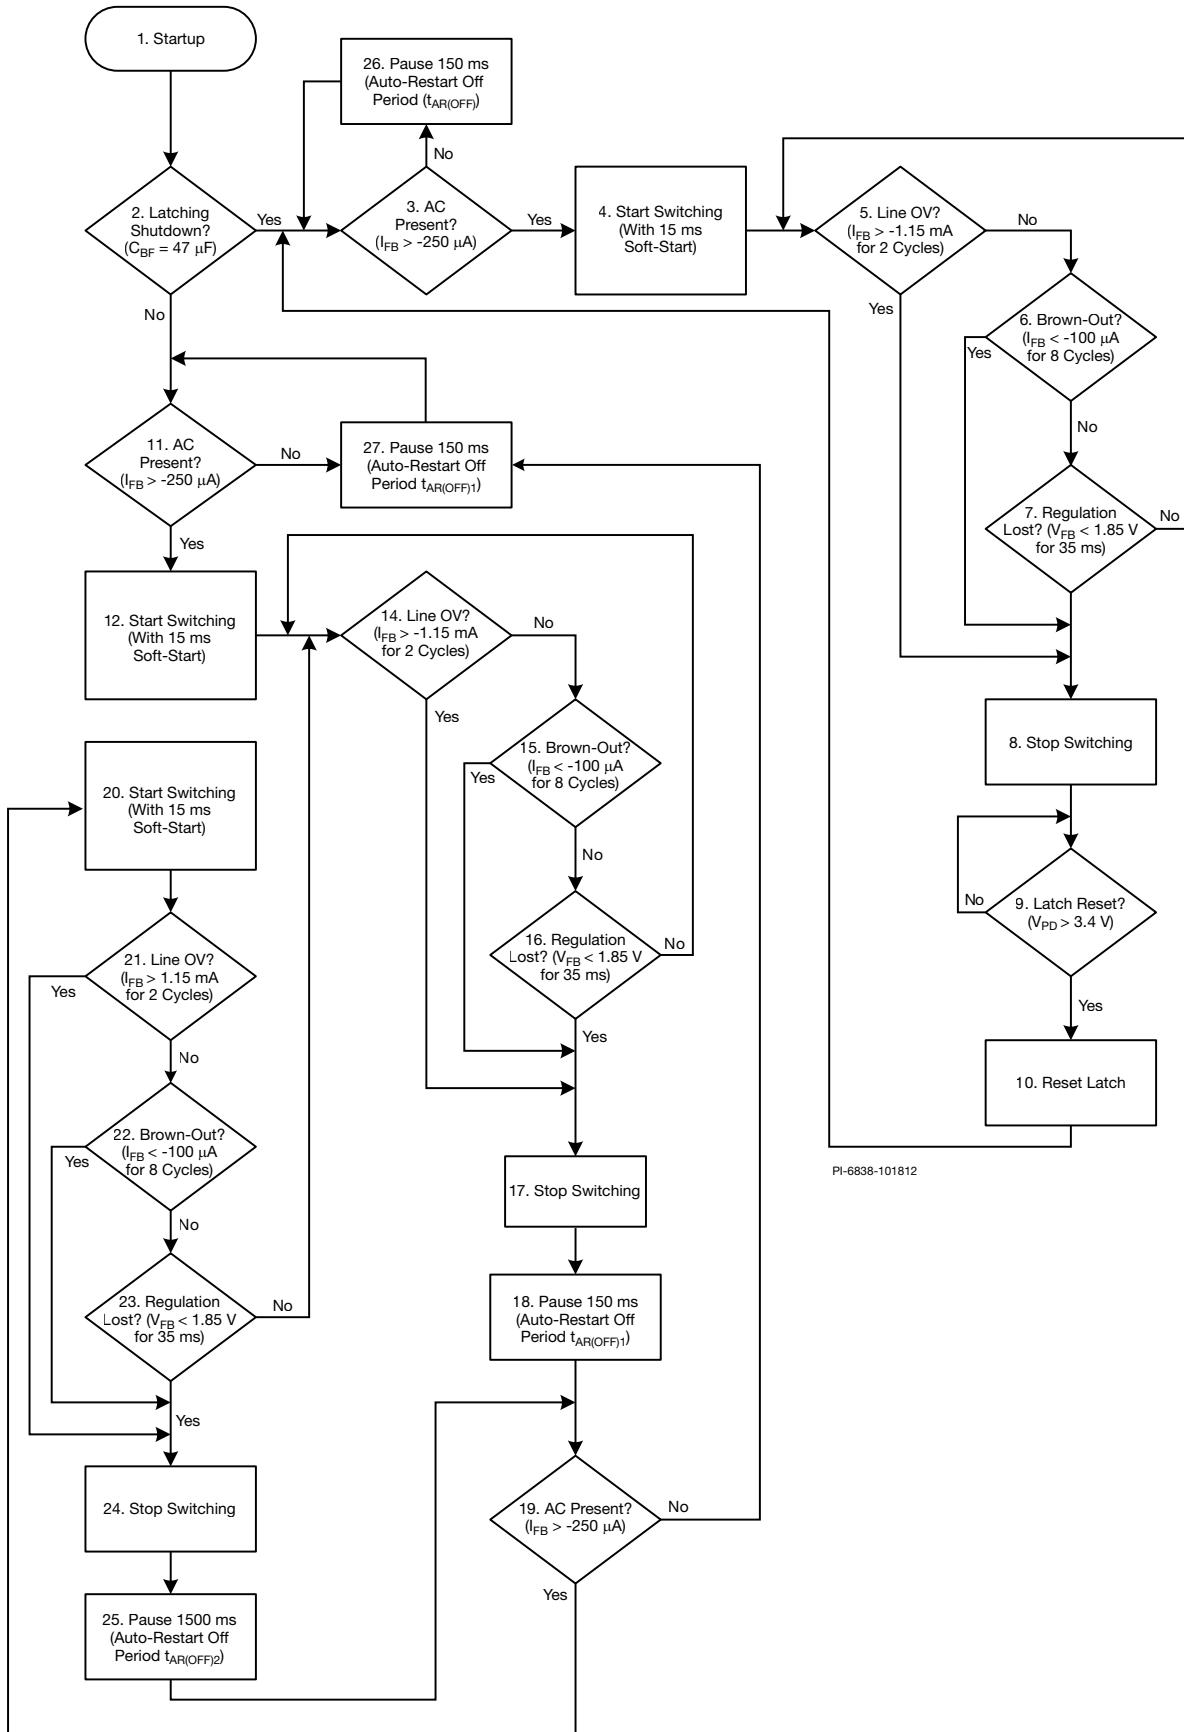 1. Startup
26. Pause 150 ms
(Auto-Restart Off
Period (tAR(OFF))
No
2. Latching
Shutdown?
(CBF = 47 μF)
Yes
3. AC
Present?
(IFB > -250 μA)
Yes
4. Start Switching
(With 15 ms
Soft-Start)
5. Line OV?
(IFB > -1.15 mA
for 2 Cycles)
No
No
Yes
6. Brown-Out?
(IFB < -100 μA
for 8 Cycles)
Yes
No
11. AC
Present?
(IFB > -250 μA)
No
27. Pause 150 ms
(Auto-Restart Off
Period tAR(OFF)1)
7. Regulation
Lost? (VFB < 1.85 V
for 35 ms)
No
Yes
Yes
12. Start Switching
(With 15 ms
Soft-Start)
14. Line OV?
(IFB > -1.15 mA
for 2 Cycles)
No
Yes
8. Stop Switching
15. Brown-Out?
(IFB < -100 μA
for 8 Cycles)
Yes
No
20. Start Switching
(With 15 ms
Soft-Start)
9. Latch Reset?
(VPD > 3.4 V)
No
Yes
16. Regulation
Lost? (VFB < 1.85 V
for 35 ms)
No
Yes
21. Line OV?
(IFB > 1.15 mA
for 2 Cycles)
Yes
No
10. Reset Latch
22. Brown-Out?
(IFB < -100 μA
for 8 Cycles)
Yes
No
PI-6838-101812
17. Stop Switching
23. Regulation
Lost? (VFB < 1.85 V
for 35 ms)
No
Yes
18. Pause 150 ms
(Auto-Restart Off
Period tAR(OFF)1)
24. Stop Switching
19. AC Present?
(IFB > -250 μA)
No
Yes
25. Pause 1500 ms
(Auto-Restart Off
Period tAR(OFF)2)